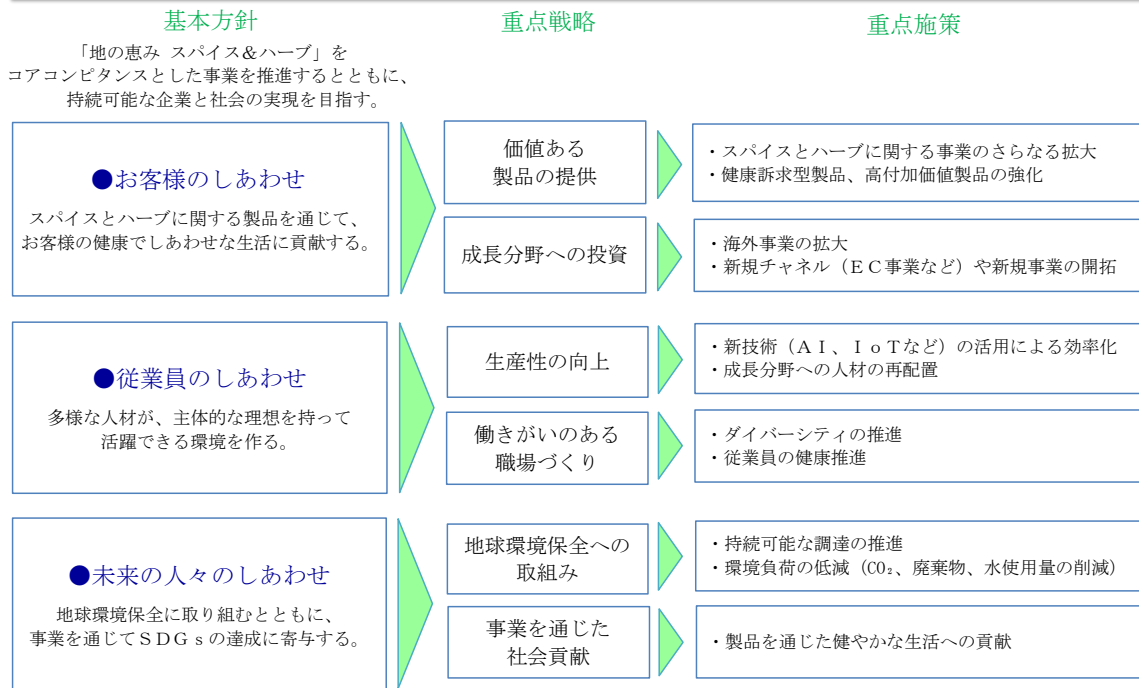 基本方針
重点戦略
重点施策
「地の恵み スパイス&ハーブ」を
コアコンピタンスとした事業を推進するとともに、
持続可能な企業と社会の実現を目指す。
●お客様のしあわせ
スパイスとハーブに関する製品を通じて、
お客様の健康でしあわせな生活に貢献する。
価値ある
製品の提供
・スパイスとハーブに関する事業のさらなる拡大
・健康訴求型製品、高付加価値製品の強化
成長分野への投資
・海外事業の拡大
・新規チャネル(EC事業など)や新規事業の開拓
●従業員のしあわせ
多様な人材が、主体的な理想を持って
活躍できる環境を作る。
生産性の向上
・新技術(AI、IoTなど)の活用による効率化
・成長分野への人材の再配置
働きがいのある
職場づくり
・ダイバーシティの推進
・従業員の健康推進
●未来の人々のしあわせ
地球環境保全に取り組むとともに、
事業を通じてSDGsの達成に寄与する。
地球環境保全への
取組み
・持続可能な調達の推進
・環境負荷の低減(CO₂、廃棄物、水使用量の削減)
事業を通じた
社会貢献
・製品を通じた健やかな生活への貢献